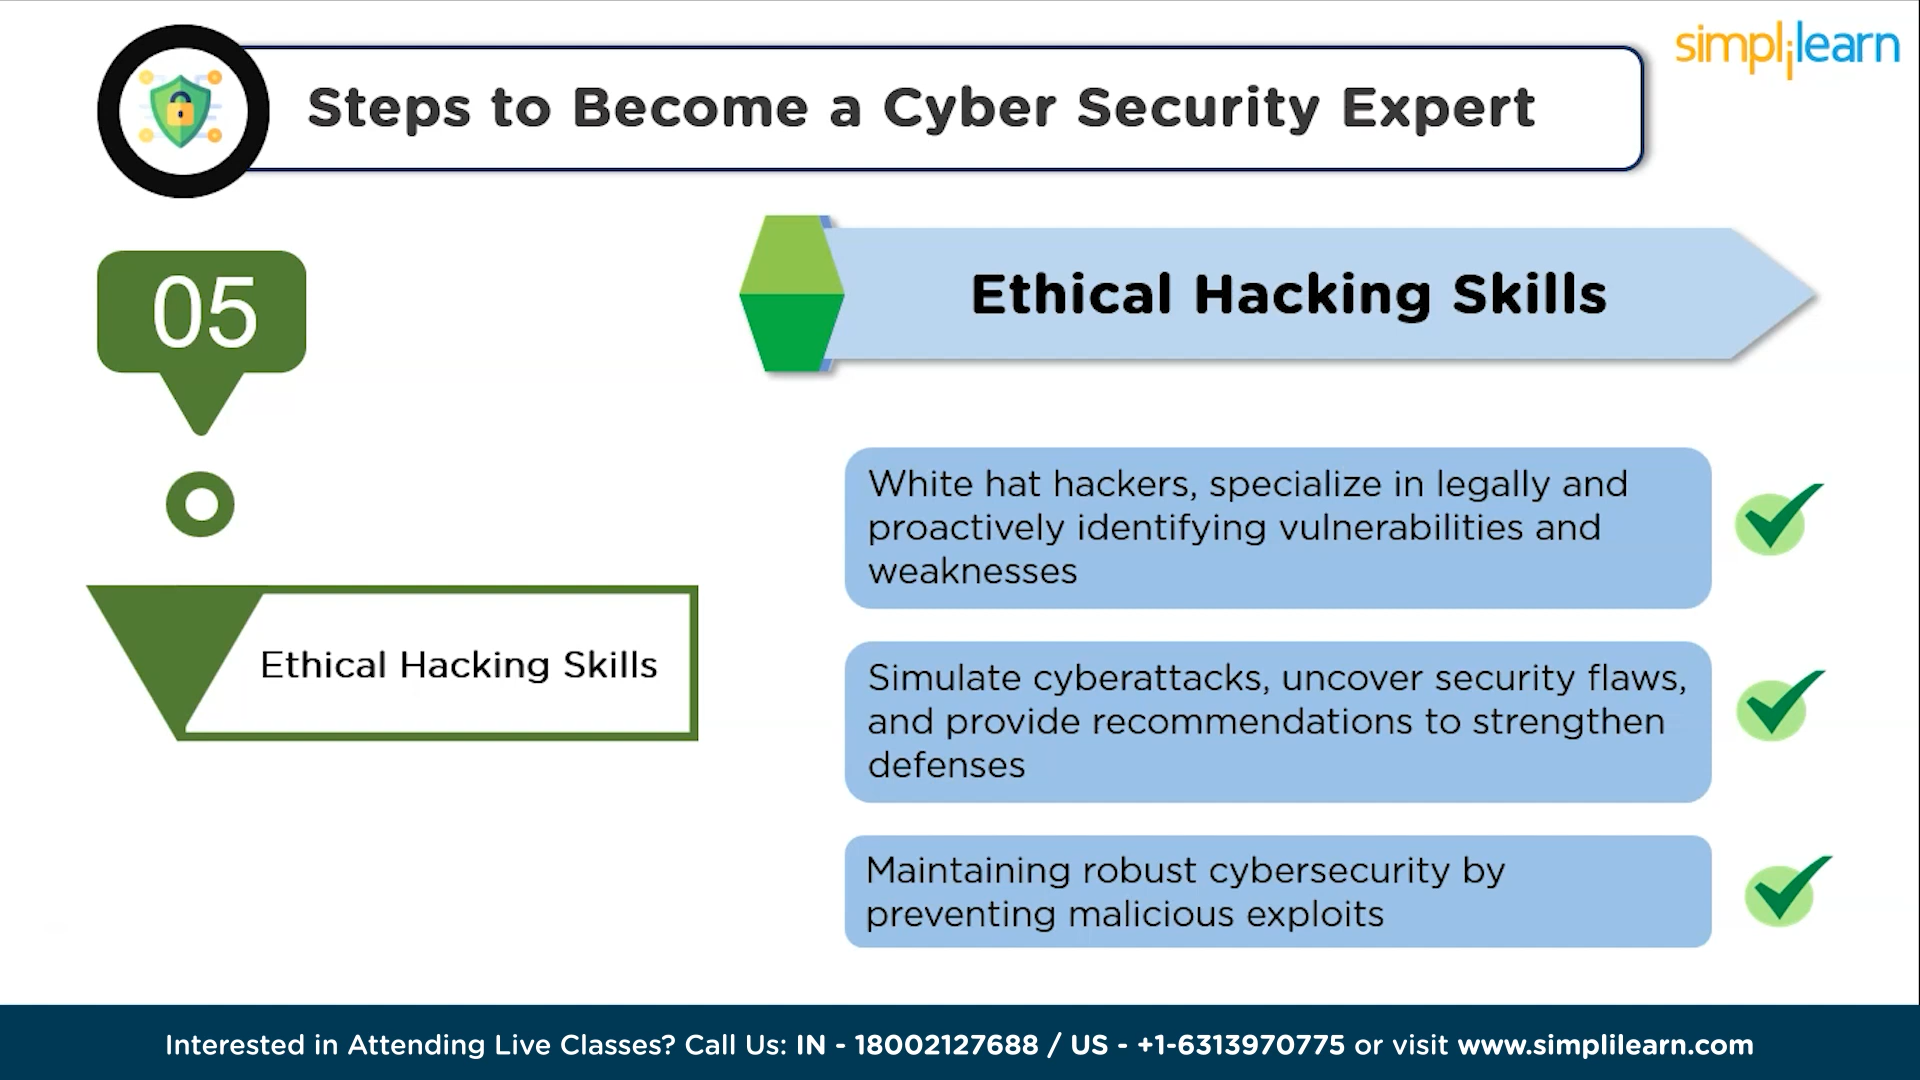 simplilearn
Steps to Become a Cyber Security Expert
05
Ethical Hacking Skills
Ethical Hacking Skills
White hat hackers, specialize in legally and
proactively identifying vulnerabilities and
weaknesses
Simulate cyberattacks, uncover security flaws,
and provide recommendations to strengthen
defenses
Maintaining robust cybersecurity by
preventing malicious exploits
Interested in Attending Live Classes? Call Us: IN - 18002127688 / US - +1-6313970775 or visit www.simplilearn.com